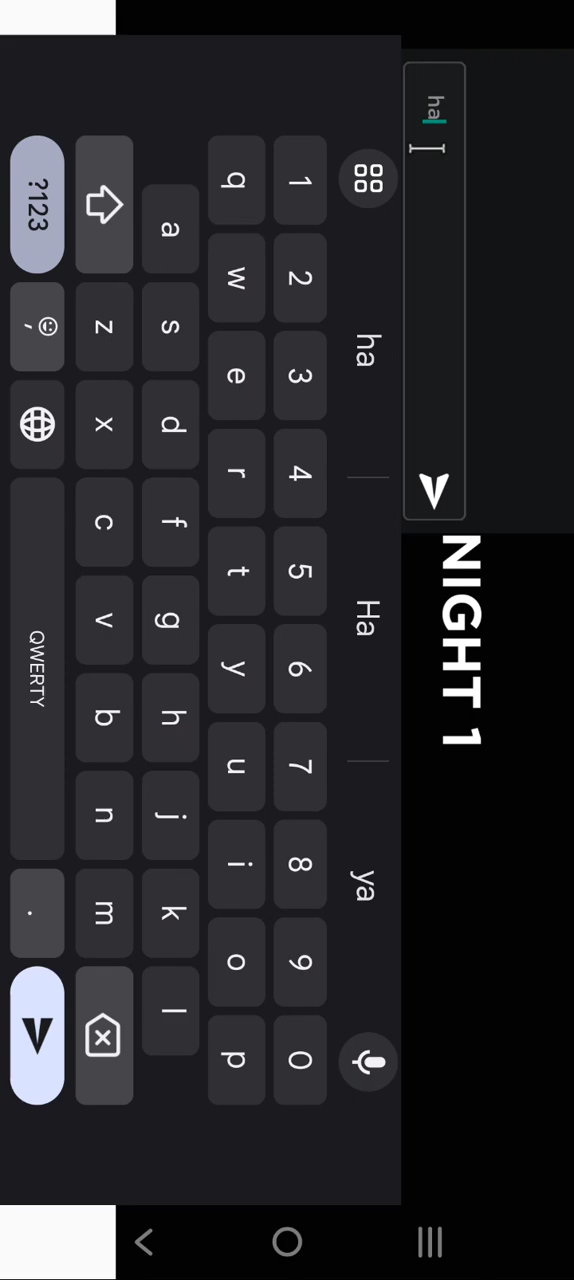 ha
NIGHT 1
ha Ha ya
1 2 3 4 5 6 7 8 9 0
q w e r t y u i o p
a s d f g h j k l
z x c v b n m
?123 , QWERTY .